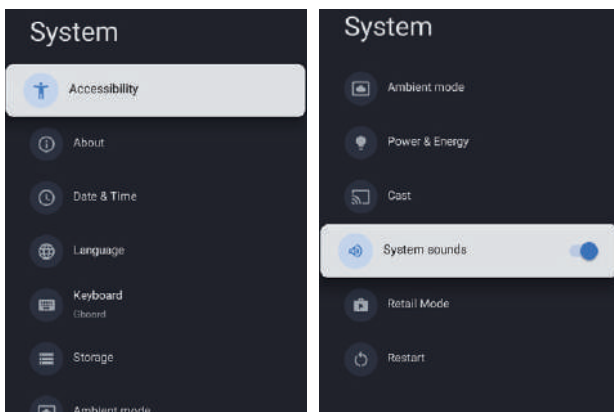 System
Accessibility
About
Date & Time
Language
Keyboard
Gboard
Storage
Ambient mode
System
Ambient mode
Power & Energy
Cast
System sounds
Retail Mode
Restart